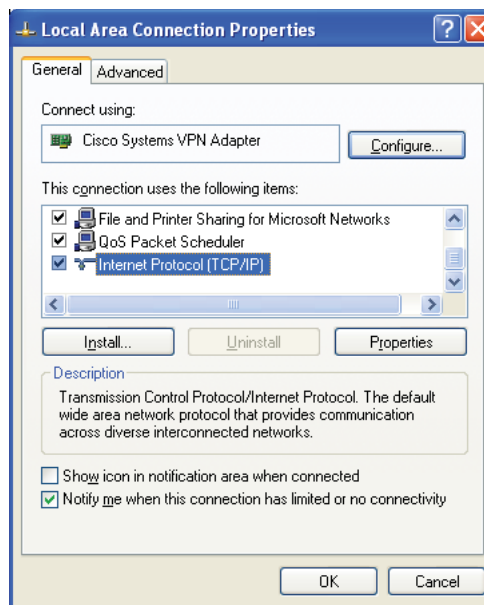 Local Area Connection Properties
General Advanced
Connect using:
Cisco Systems VPN Adapter Configure...
This connection uses the following items:
File and Printer Sharing for Microsoft Networks
QoS Packet Scheduler
Internet Protocol (TCP/IP)
Install... Uninstall Properties
Description
Transmission Control Protocol/Internet Protocol. The default
wide area network protocol that provides communication
across diverse interconnected networks.
Show icon in notification area when connected
Notify me when this connection has limited or no connectivity
OK Cancel